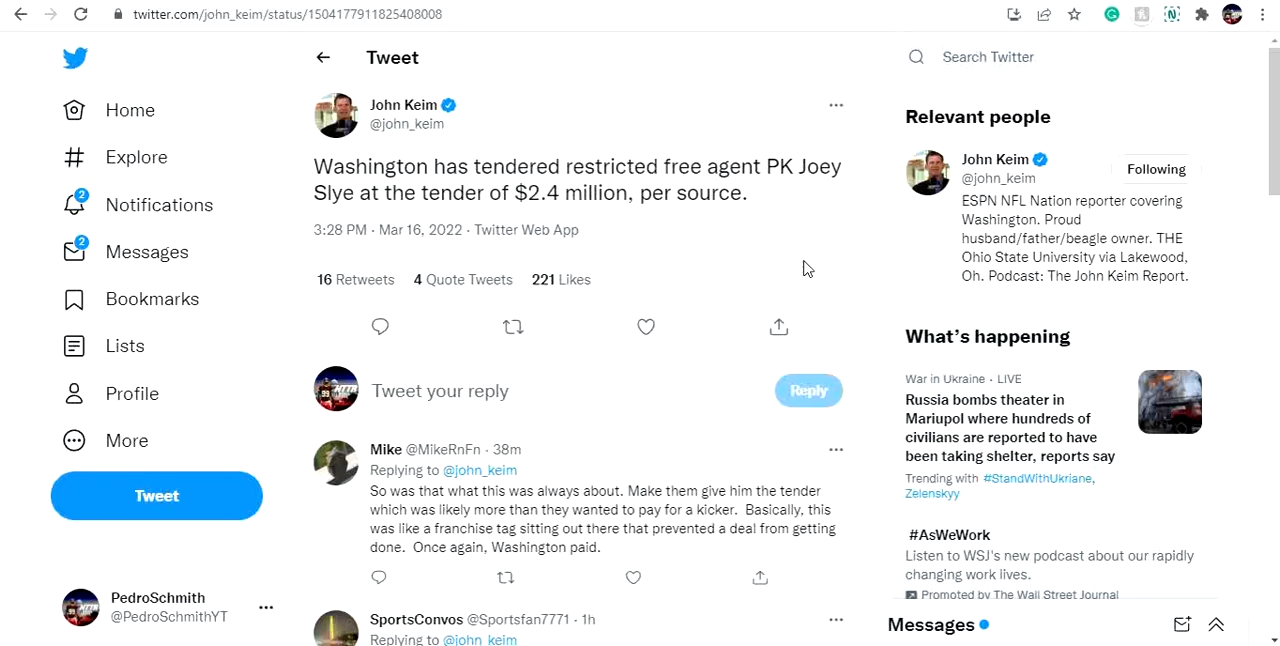 twitter.com/john_keim/status/1504177911825408008
Home
Explore
2
Notifications
2
Messages
Bookmarks
Lists
Profile
More
Tweet
PedroSchmith
@PedroSchmithYT
Tweet
John Keim
@john_keim
Washington has tendered restricted free agent PK Joey
Slye at the tender of $2.4 million, per source.
3:28 PM · Mar 16, 2022 · Twitter Web App
16 Retweets 4 Quote Tweets 221 Likes
Tweet your reply
Reply
Mike @MikeRnFn · 38m
Replying to @john_keim
So was that what this was always about. Make them give him the tender
which was likely more than they wanted to pay for a kicker. Basically, this
was like a franchise tag sitting out there that prevented a deal from getting
done. Once again, Washington paid.
SportsConvos @Sportsfan7771 · 1h
Replying to @john_keim
Search Twitter
Relevant people
John Keim
@john_keim
Following
ESPN NFL Nation reporter covering
Washington. Proud
husband/father/beagle owner. THE
Ohio State University via Lakewood,
Oh. Podcast: The John Keim Report.
What's happening
War in Ukraine · LIVE
Russia bombs theater in
Mariupol where hundreds of
civilians are reported to have
been taking shelter, reports say
Trending with #StandWithUkriane,
Zelenskyy
#AsWeWork
Listen to WSJ's new podcast about our rapidly
changing work lives.
Promoted by The Wall Street Journal
Messages